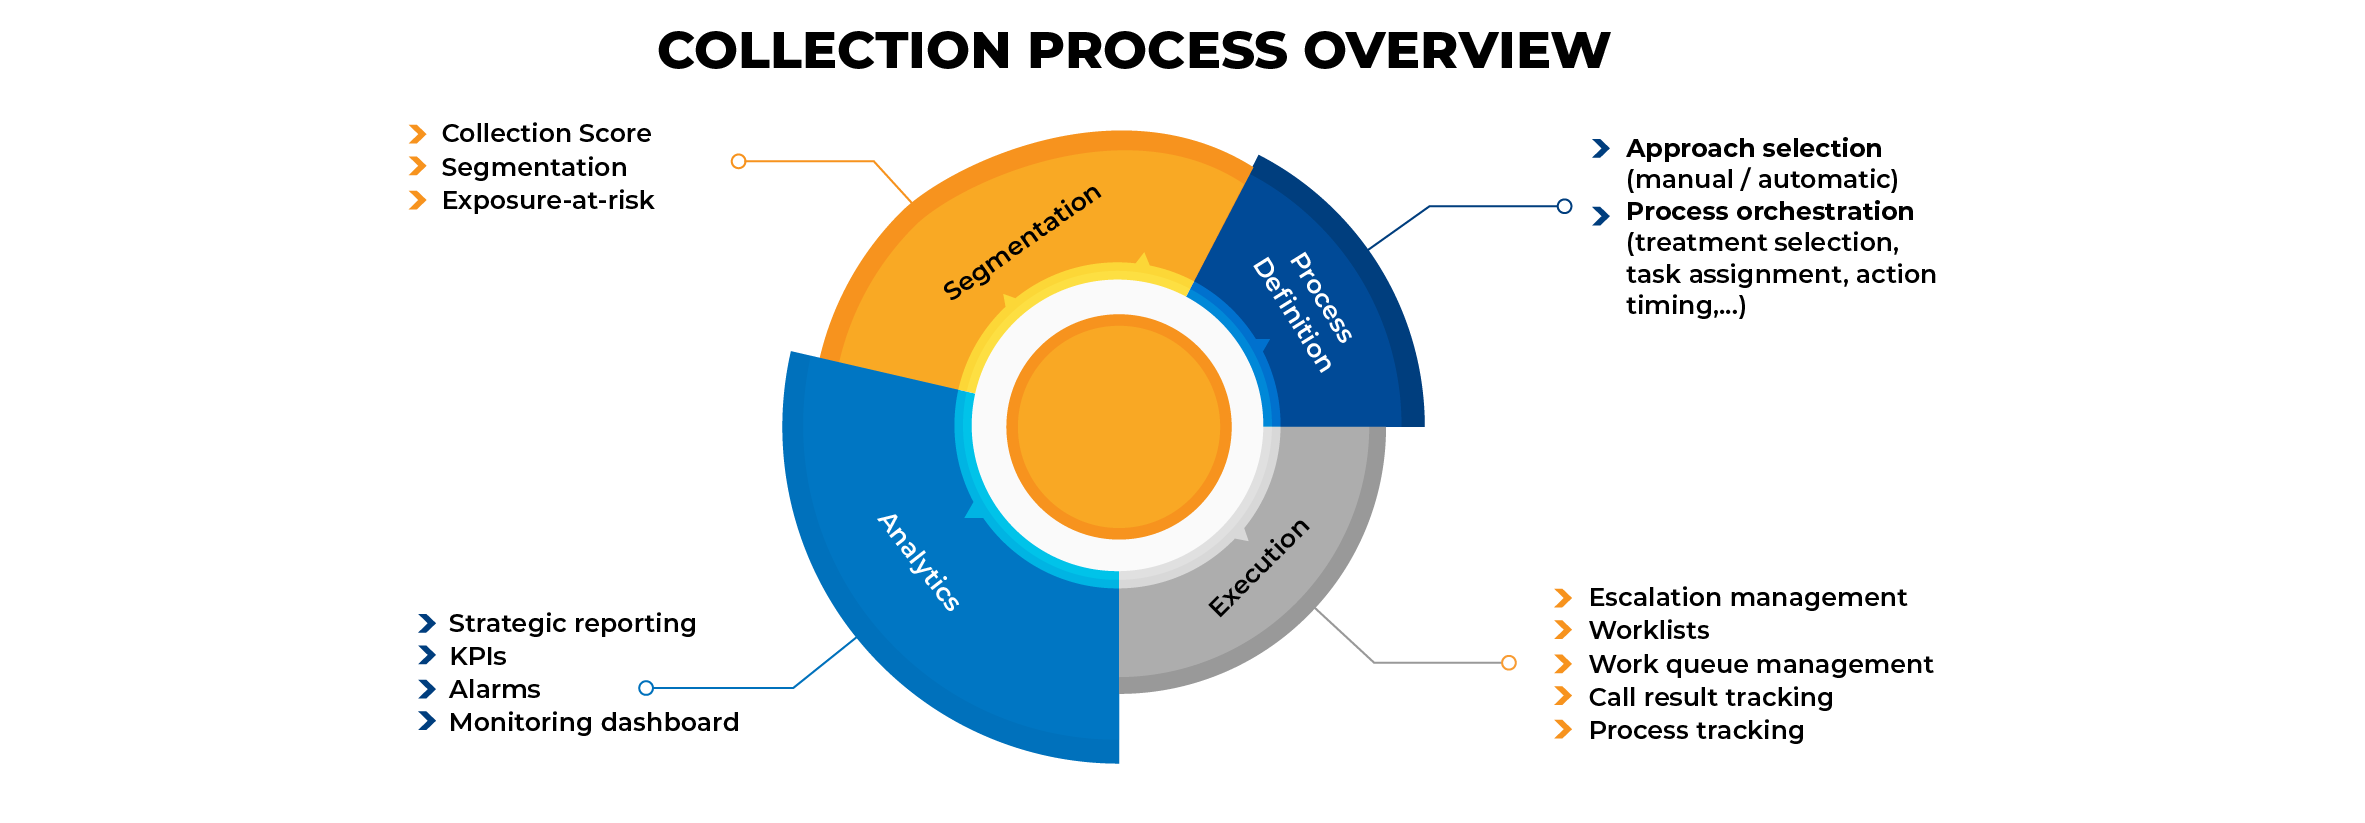 COLLECTION PROCESS OVERVIEW
Collection Score
Segmentation
Exposure-at-risk
Approach selection
(manual / automatic)
Process orchestration
(treatment selection,
task assignment, action
timing,...)
Segmentation
Process
Definition
Analytics
Execution
Strategic reporting
KPIs
Alarms
Monitoring dashboard
Escalation management
Worklists
Work queue management
Call result tracking
Process tracking